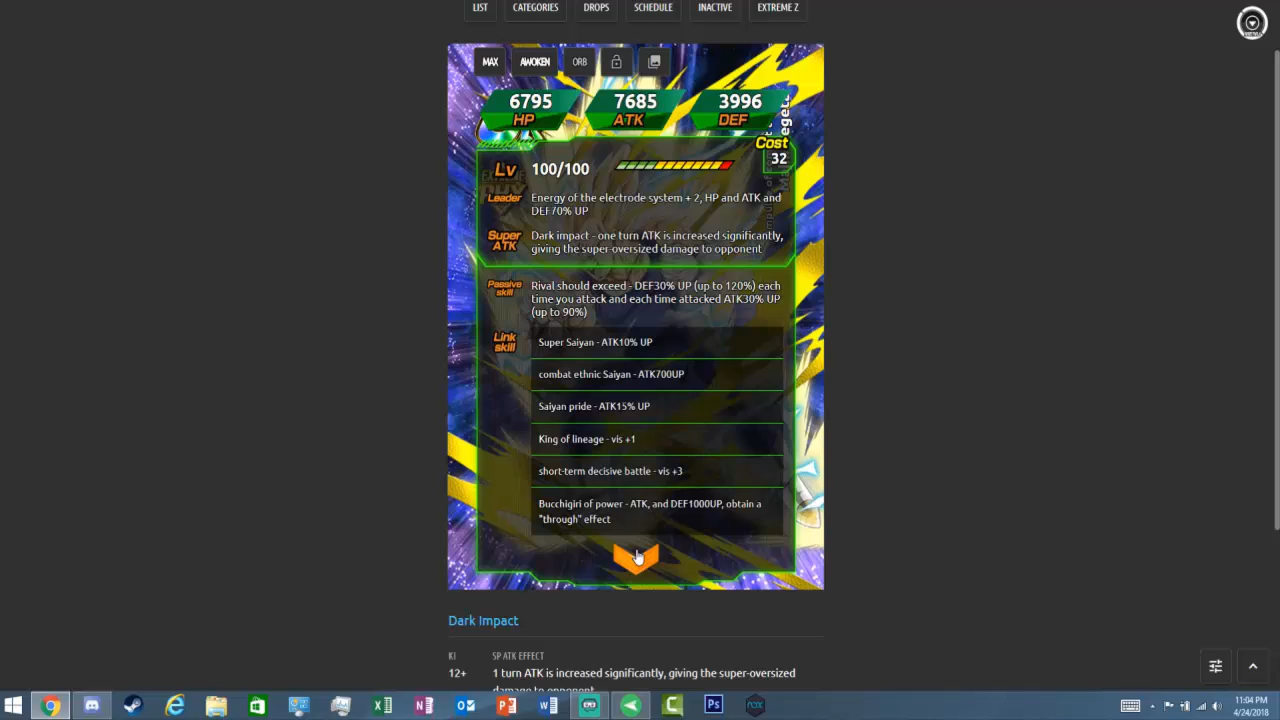 LIST CATEGORIES DROPS SCHEDULE INACTIVE EXTREME Z
MAX AWOKEN ORB
6795 7685 3996
HP ATK DEF
Cost
32
Lv 100/100
Leader Energy of the electrode system + 2, HP and ATK and
DEF70% UP
Super ATK Dark impact - one turn ATK is increased significantly,
giving the super-oversized damage to opponent
Passive skill Rival should exceed - DEF30% UP (up to 120%) each
time you attack and each time attacked ATK30% UP
(up to 90%)
Link skill
Super Saiyan - ATK10% UP
combat ethnic Saiyan - ATK700UP
Saiyan pride - ATK15% UP
King of lineage - vis +1
short-term decisive battle - vis +3
Bucchigiri of power - ATK, and DEF1000UP, obtain a
"through" effect
Dark Impact
KI SP ATK EFFECT
12+ 1 turn ATK is increased significantly, giving the super-oversized
damage to opponent
11:04 PM
4/24/2018